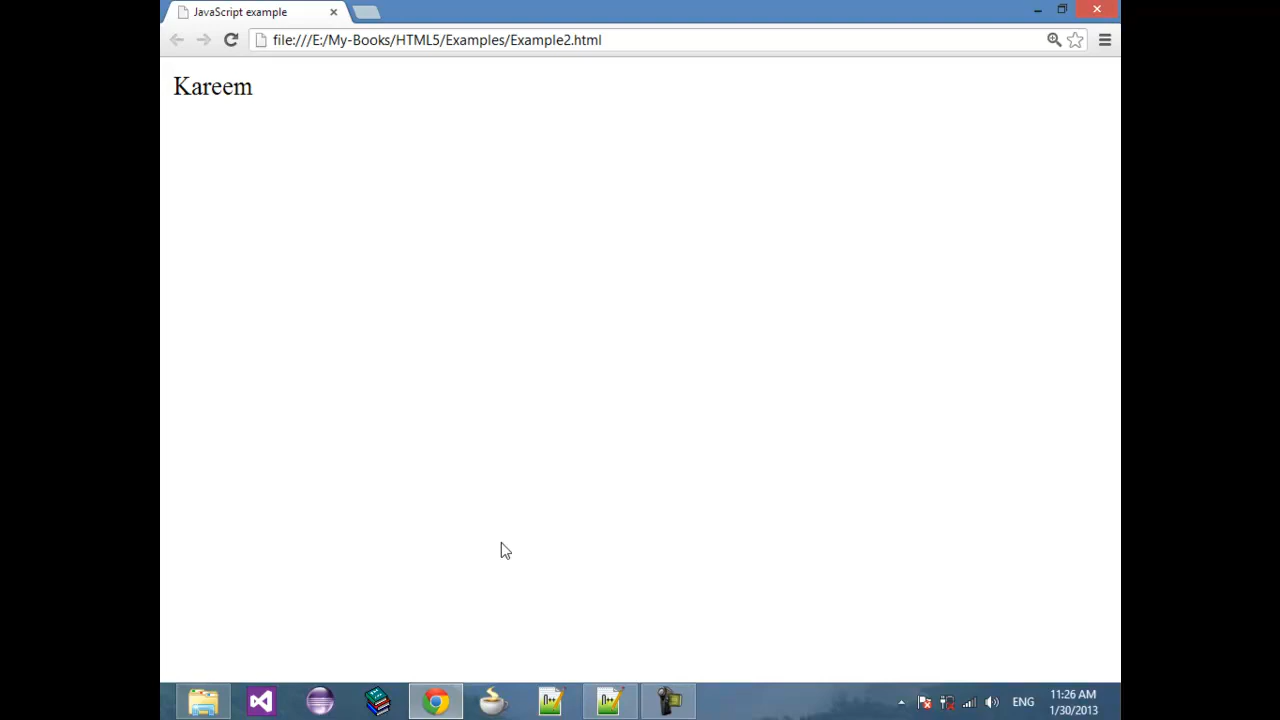 JavaScript example
file:///E:/My-Books/HTML5/Examples/Example2.html
Kareem
ENG
11:26 AM
1/30/2013